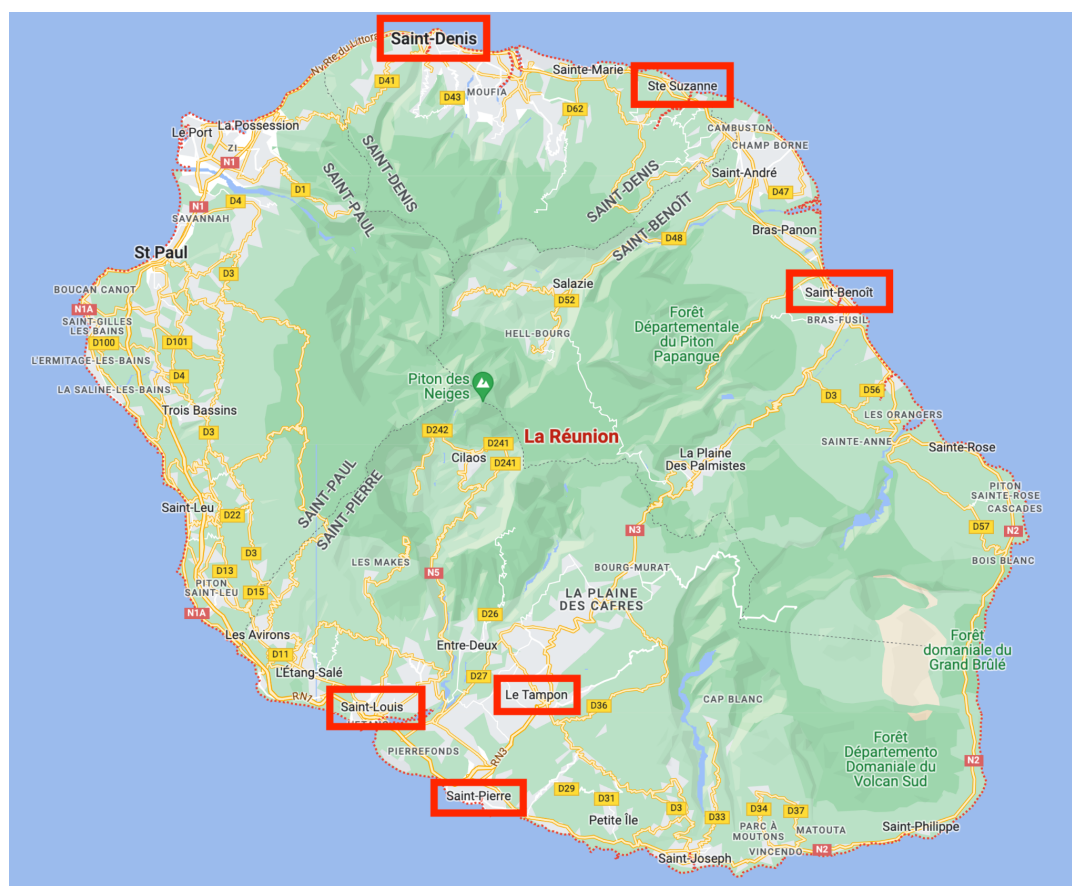 Saint-Denis
Nv Rte du Littora
Sainte-Marie
Ste Suzanne
D41
D43
MOUFIA
D62
Le Port
La Possession
ZI
N1
CAMBUSTON
CHAMP BORNE
SAINT-DENIS
SAINT-PAUL
SAINT-DENIS
SAINT-BENOÎT
Saint-André
D47
D1
D4
N1
SAVANNAH
Bras-Panon
D48
St Paul
D3
Salazie
D52
Saint-Benoît
BRAS-FUSIL
BOUCAN CANOT
N1A
SAINT-GILLES
LES BAINS
D100
D101
HELL-BOURG
Forêt
Départementale
du Piton
Papangue
L'ERMITAGE-LES-BAINS
D4
LA SALINE-LES-BAINS
Piton des
Neiges
D3
D56
Trois Bassins
LES ORANGERS
D3
D242
La Réunion
D241
Cilaos
D241
SAINTE-ANNE
Sainte-Rose
La Plaine
Des Palmistes
SAINT-PAUL
SAINT-PIERRE
PITON
SAINTE-ROSE
CASCADES
Saint-Leu
D22
N3
D57
N2
D3
LES MAKES
D13
N5
BOURG-MURAT
BOIS BLANC
PITON
SAINT-LEU
D15
LA PLAINE
DES CAFRES
N1A
D26
Les Avirons
Entre-Deux
Forêt
domaniale du
Grand Brûlé
D11
L'Étang-Salé
D27
RN1
Saint-Louis
Le Tampon
D36
CAP BLANC
PIERREFONDS
RN3
Forêt
Départemento
Domaniale du
Volcan Sud
N2
Saint-Pierre
D29
D31
D3
D33
D34
D37
Petite Île
PARC À
MOUTONS
MATOUTA
Saint-Philippe
VINCENDO
N2
Saint-Joseph